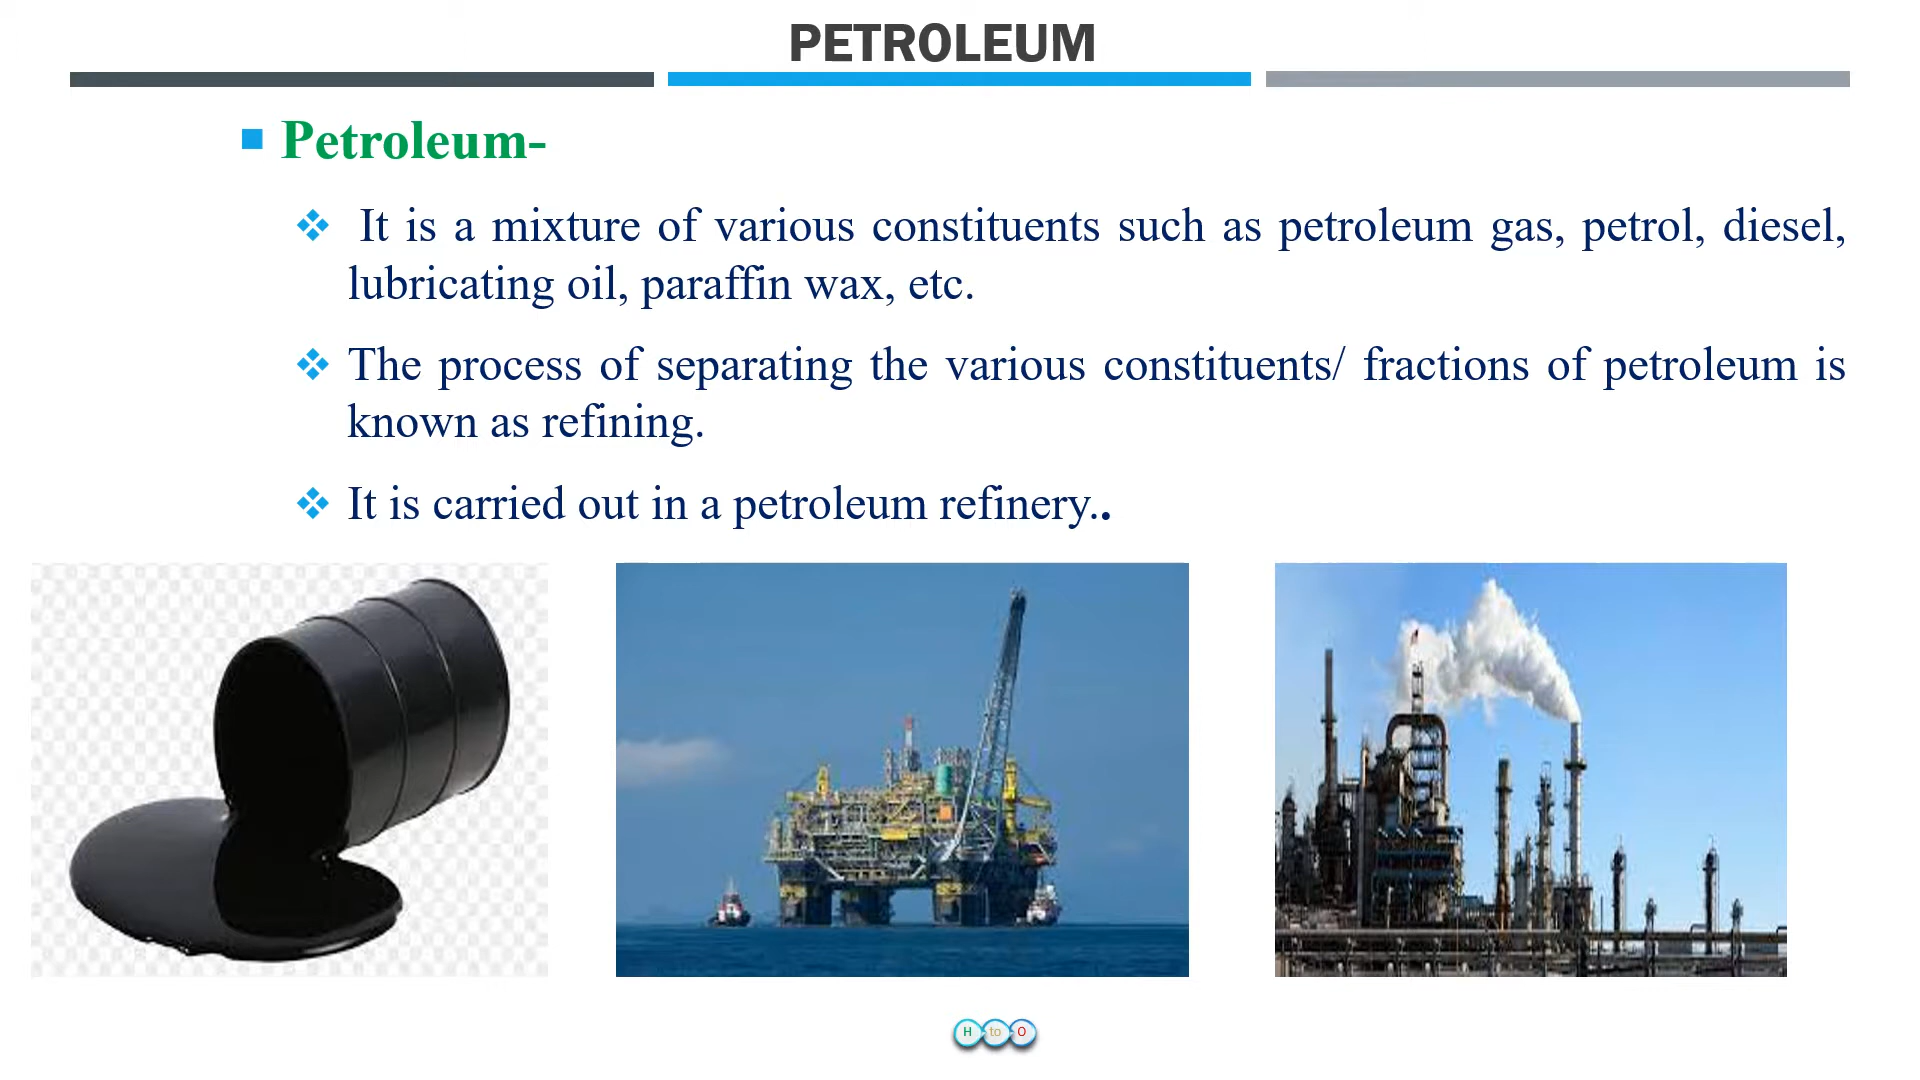 PETROLEUM
Petroleum-
It is a mixture of various constituents such as petroleum gas, petrol, diesel,
lubricating oil, paraffin wax, etc.
The process of separating the various constituents/ fractions of petroleum is
known as refining.
It is carried out in a petroleum refinery..
H to O